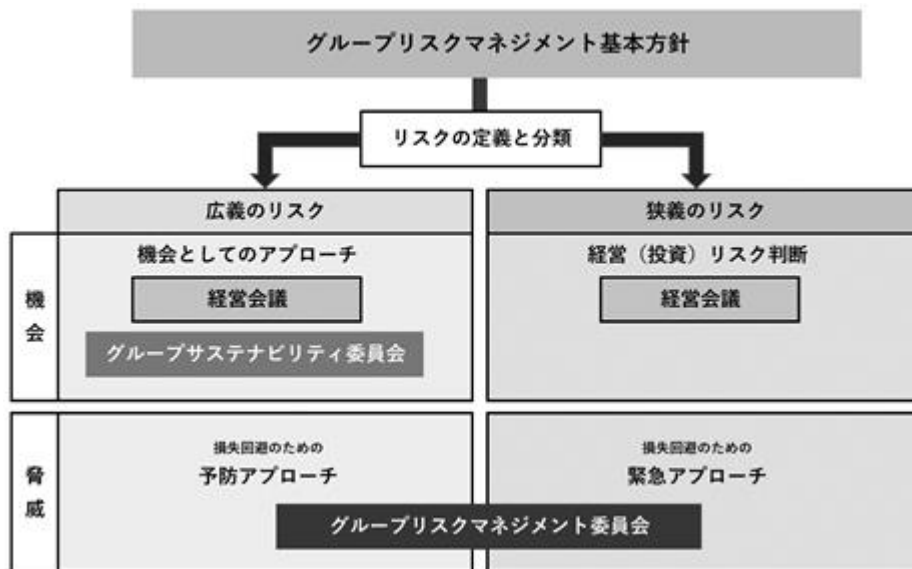 グループリスクマネジメント基本方針
リスクの定義と分類
広義のリスク
狭義のリスク
機会
機会としてのアプローチ
経営会議
グループサステナビリティ委員会
経営（投資）リスク判断
経営会議
脅威
損失回避のための
予防アプローチ
損失回避のための
緊急アプローチ
グループリスクマネジメント委員会